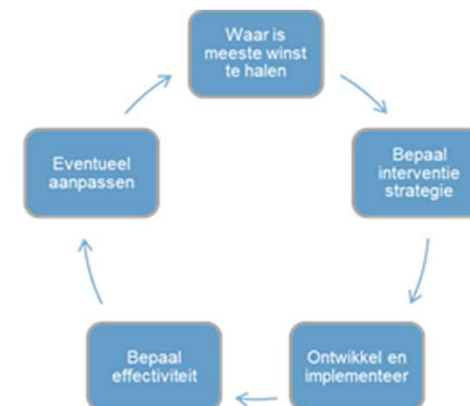 Waar is
meeste winst
te halen
Bepaal
interventie
strategie
Ontwikkel en
implementeer
Bepaal
effectiviteit
Eventueel
aanpassen